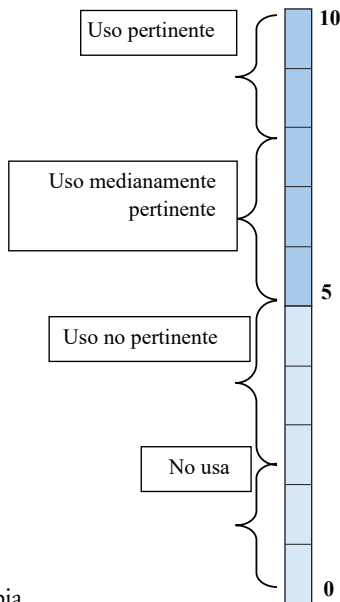 Uso pertinente
10
Uso medianamente
pertinente
5
Uso no pertinente
No usa
0